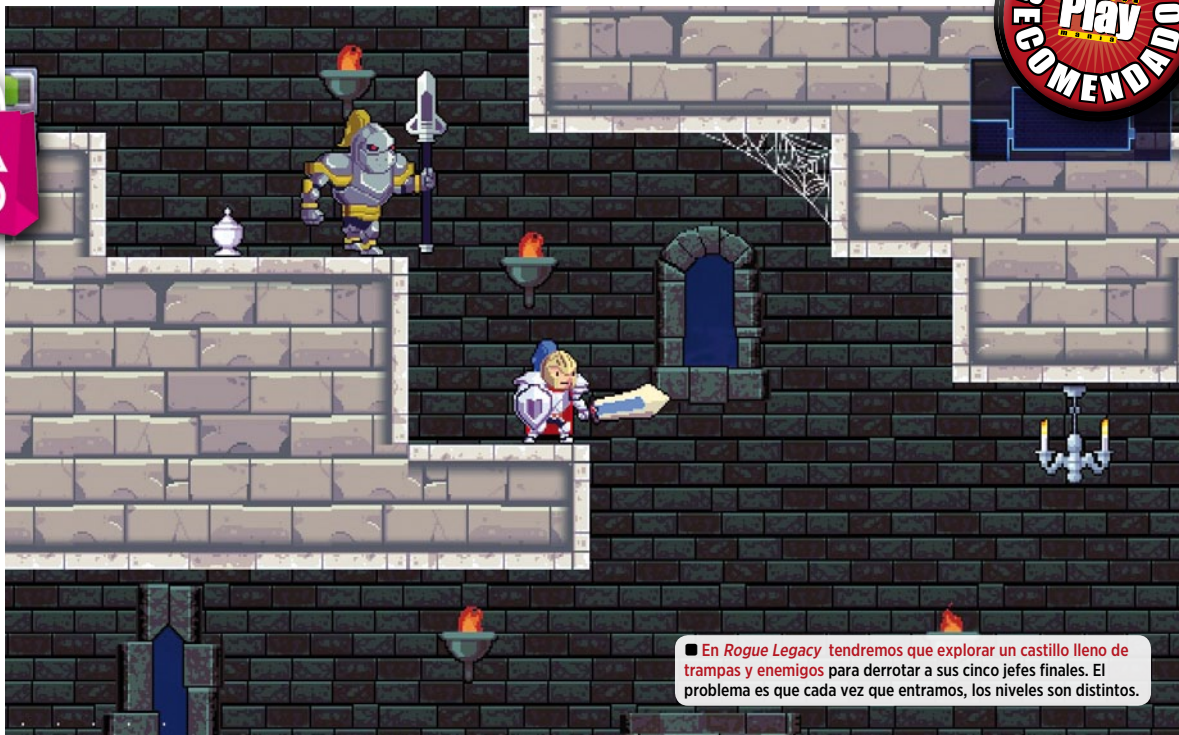 Play
mania
RECOMENDADO
■ En Rogue Legacy tendremos que explorar un castillo lleno de
trampas y enemigos para derrotar a sus cinco jefes finales. El
problema es que cada vez que entramos, los niveles son distintos.